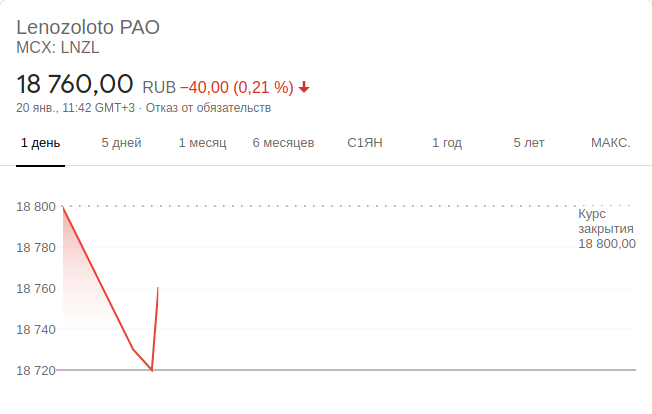 Lenozoloto PAO
MCX: LNZL
18 760,00 RUB −40,00 (0,21 %)
20 янв., 11:42 GMT+3 · Отказ от обязательств
1 день 5 дней 1 месяц 6 месяцев С1ЯН 1 год 5 лет МАКС.
18 800
Курс
закрытия
18 800,00
18 780
18 760
18 740
18 720